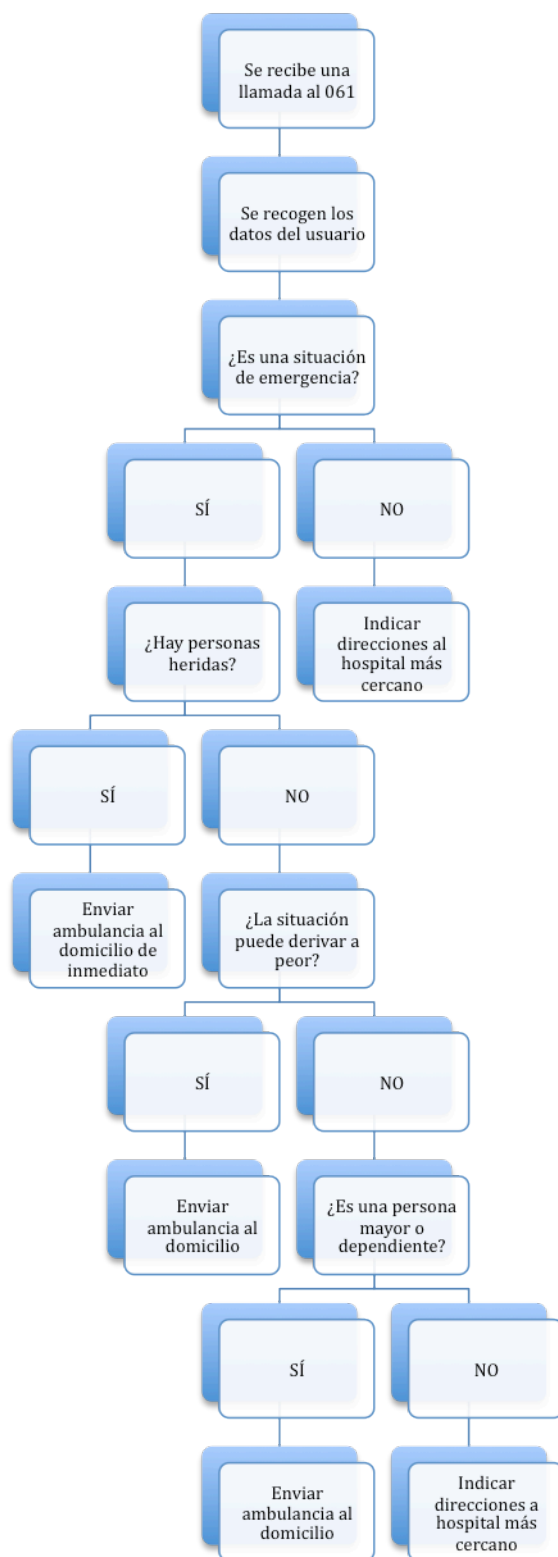 Se recibe una
llamada al 061
Se recogen los
datos del usuario
¿Es una situación
de emergencia?
SÍ
NO
¿Hay personas
heridas?
Indicar
direcciones al
hospital más
cercano
SÍ
NO
Enviar
ambulancia al
domicilio de
inmediato
¿La situación
puede derivar a
peor?
SÍ
NO
Enviar
ambulancia al
domicilio
¿Es una persona
mayor o
dependiente?
SÍ
NO
Enviar
ambulancia al
domicilio
Indicar
direcciones a
hospital más
cercano